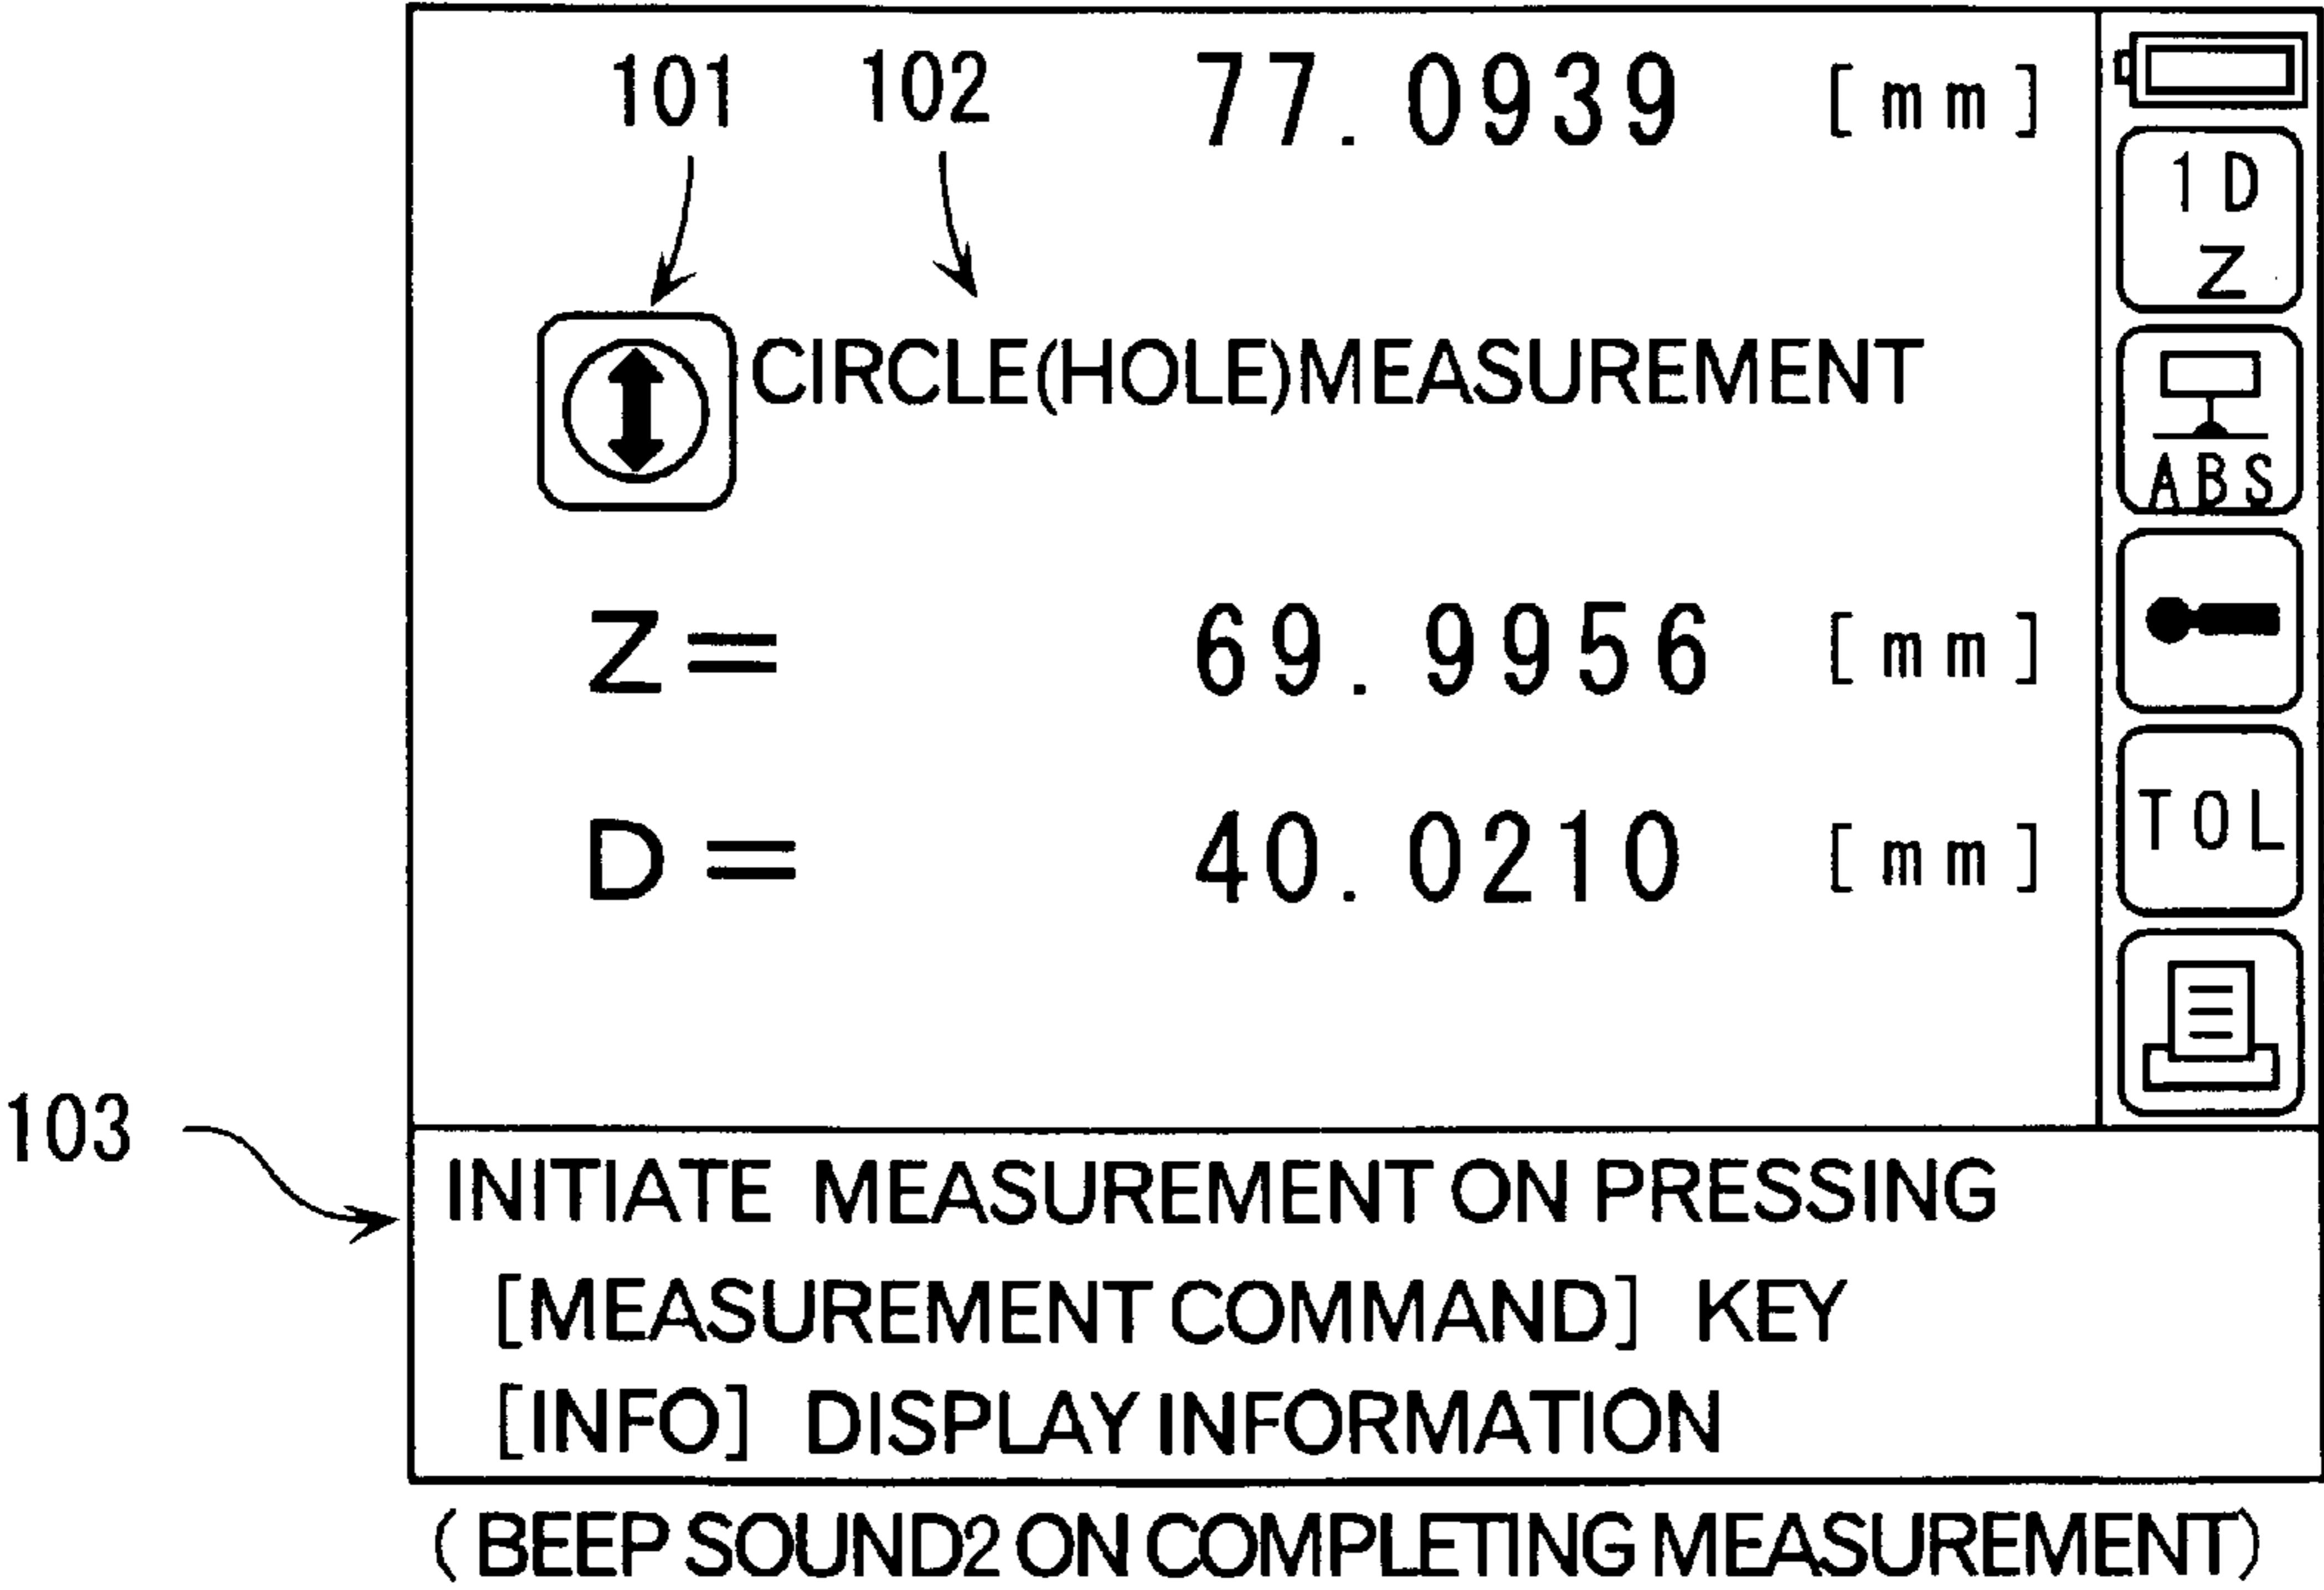 101 102 77.0939 [mm]
1D
Z
CIRCLE(HOLE)MEASUREMENT
ABS
Z= 69.9956 [mm]
D= 40.0210 [mm]
TOL
103
INITIATE MEASUREMENT ON PRESSING
[MEASUREMENT COMMAND] KEY
[INFO] DISPLAY INFORMATION
(BEEP SOUND2 ON COMPLETING MEASUREMENT)